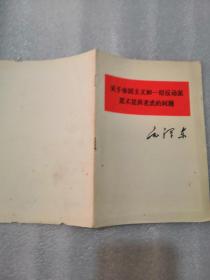 关于帝国主义和一切反动派
是不是真老虎的问题
毛泽东